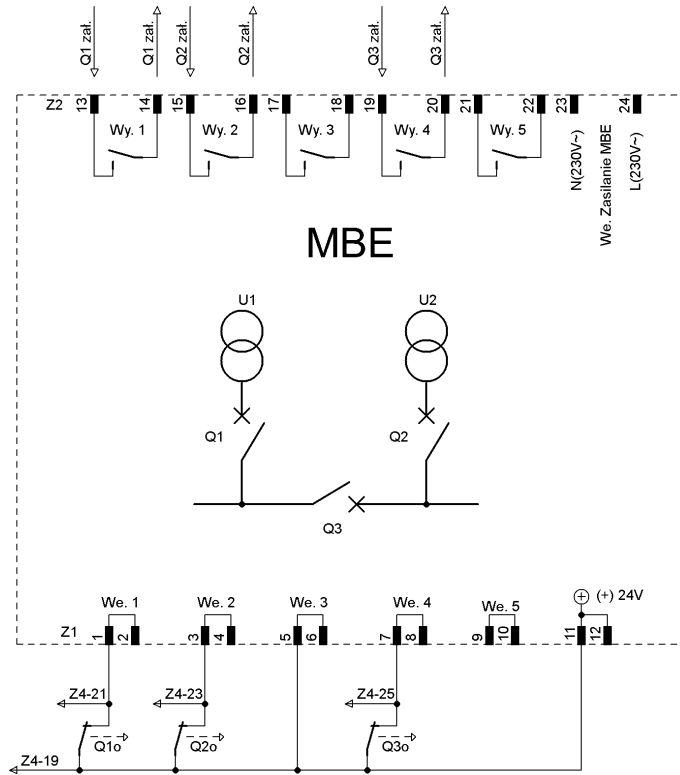 Q1 zał.
Q1 zał.
Q2 zał.
Q2 zał.
Q3 zał.
Q3 zał.
Z2
13
14
15
16
17
18
19
20
21
22
23
24
Wy. 1
Wy. 2
Wy. 3
Wy. 4
Wy. 5
N(230V~)
We. Zasilanie MBE
L(230V~)
MBE
U1
U2
Q1
Q2
Q3
We. 1
We. 2
We. 3
We. 4
We. 5
(+) 24V
Z1
1
2
3
4
5
6
7
8
9
10
11
12
Z4-21
Z4-23
Z4-25
Q1o
Q2o
Q3o
Z4-19